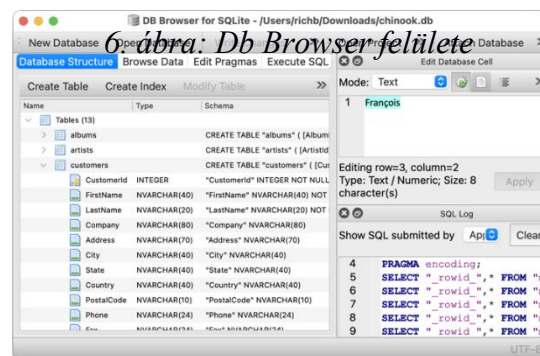 DB Browser for SQLite - /Users/richb/Downloads/chinook.db
New Database
6. ábra: Db Browser felülete
Database
Database Structure Browse Data Edit Pragmas Execute SQL
Edit Database Cell
Create Table Create Index Modify Table »
Mode: Text
Name Type Schema
1 François
Tables (13)
albums CREATE TABLE "albums" ( [Album
artists CREATE TABLE "artists" ( [ArtistId
customers CREATE TABLE "customers" ( [Cus
CustomerId INTEGER "CustomerId" INTEGER NOT NULL
FirstName NVARCHAR(40) "FirstName" NVARCHAR(40) NOT
LastName NVARCHAR(20) "LastName" NVARCHAR(20) NOT
Company NVARCHAR(80) "Company" NVARCHAR(80)
Address NVARCHAR(70) "Address" NVARCHAR(70)
City NVARCHAR(40) "City" NVARCHAR(40)
State NVARCHAR(40) "State" NVARCHAR(40)
Country NVARCHAR(40) "Country" NVARCHAR(40)
PostalCode NVARCHAR(10) "PostalCode" NVARCHAR(10)
Phone NVARCHAR(24) "Phone" NVARCHAR(24)
Editing row=3, column=2
Type: Text / Numeric; Size: 8
character(s)
Apply
SQL Log
Show SQL submitted by Ap Clear
4 PRAGMA encoding;
5 SELECT "_rowid_",* FROM "
6 SELECT "_rowid_",* FROM "
7 SELECT "_rowid_",* FROM "
8 SELECT "_rowid_",* FROM "
9 SELECT "_rowid_",* FROM "
UTF-8